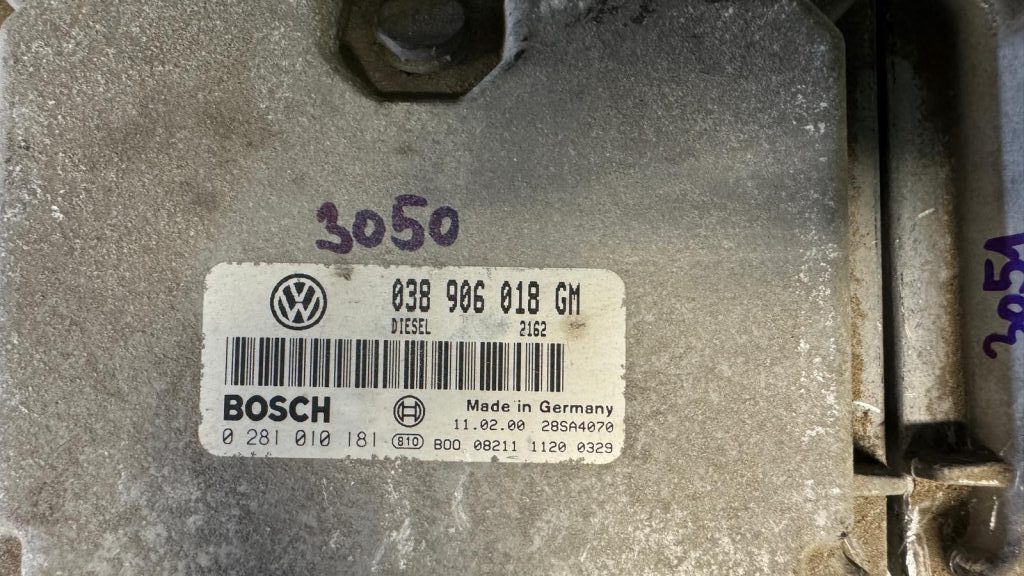 3050
038 906 018 GM
DIESEL 2162
BOSCH
Made in Germany
11.02.00 28SA4070
0 281 010 181 810 B00 08211 1120 0329
3051